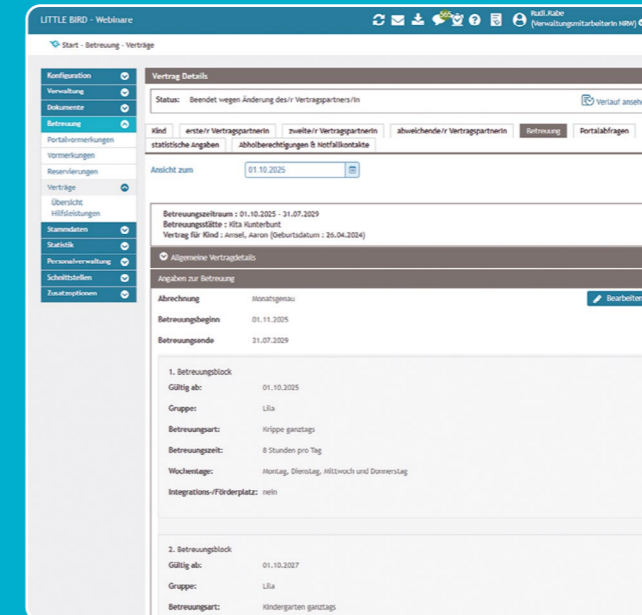 LITTLE BIRD - Webinare
565
Rudi.Rabe
(VerwaltungsmitarbeiterIn NRW)
Start - Betreuung - Verträge
Konfiguration
Verwaltung
Dokumente
Betreuung
Portalvormerkungen
Vormerkungen
Reservierungen
Verträge
Übersicht
Hilfsleistungen
Stammdaten
Statistik
Personalverwaltung
Schnittstellen
Zusatzoptionen
Vertrag Details
Status: Beendet wegen Änderung des/r Vertragspartners/in
Verlauf anseh
Kind erste/r VertragspartnerIn zweite/r VertragspartnerIn abweichende/r VertragspartnerIn Betreuung Portalabfragen
statistische Angaben Abholberechtigungen & Notfallkontakte
Ansicht zum 01.10.2025
Betreuungszeitraum : 01.10.2025 - 31.07.2029
Betreuungsstätte : Kita Kunterbunt
Vertrag für Kind : Amsel, Aaron (Geburtsdatum : 26.04.2024)
Allgemeine Vertragdetails
Angaben zur Betreuung
Abrechnung Monatsgenau
Bearbeiten
Betreuungsbeginn 01.11.2025
Betreuungsende 31.07.2029
1. Betreuungsblock
Gültig ab: 01.10.2025
Gruppe: Lila
Betreuungsart: Krippe ganztags
Betreuungszeit: 8 Stunden pro Tag
Wochentage: Montag, Dienstag, Mittwoch und Donnerstag
Integrations-/Förderplatz: nein
2. Betreuungsblock
Gültig ab: 01.10.2027
Gruppe: Lila
Betreuungsart: Kindergarten ganztags